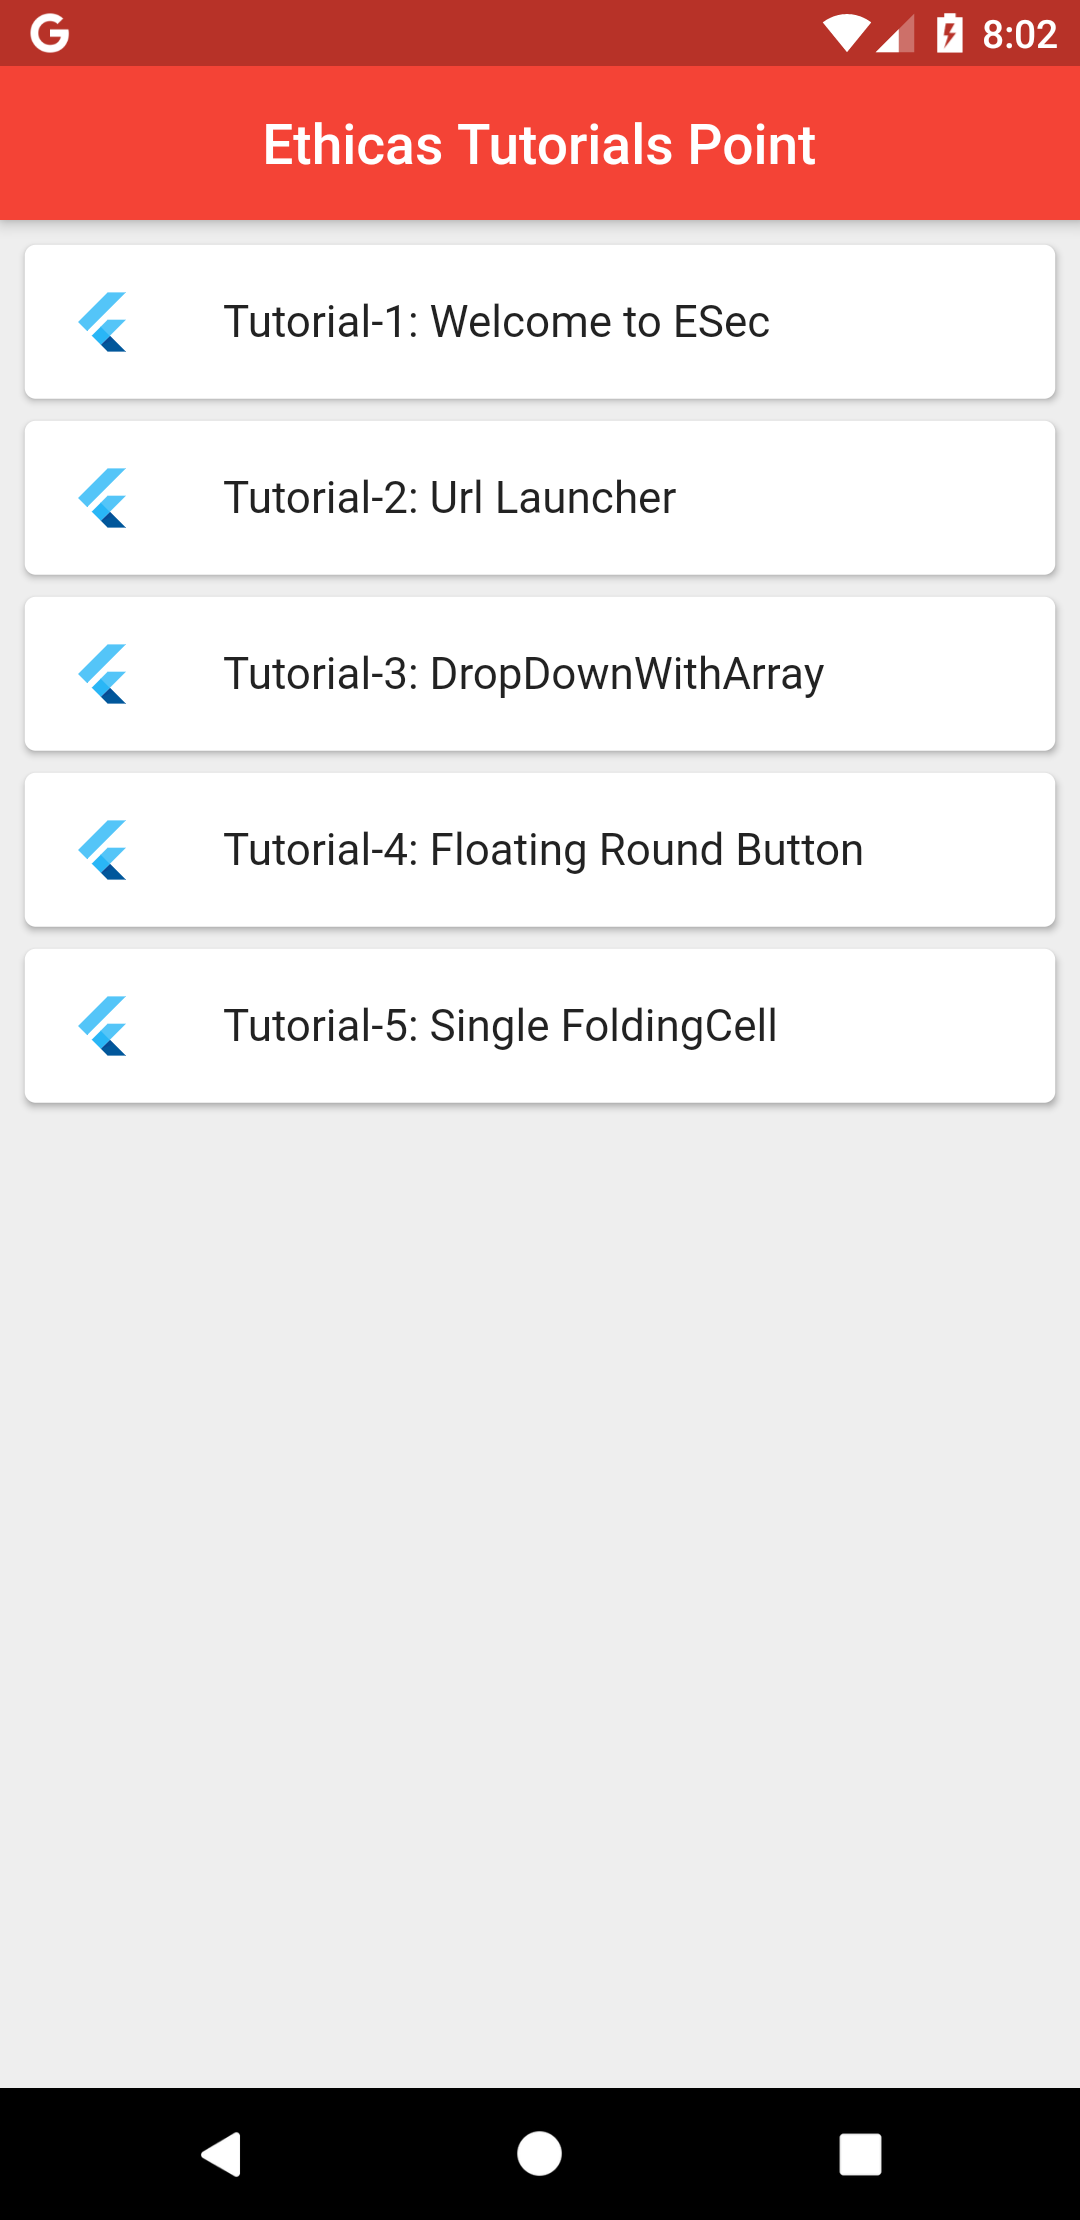 G 8:02
Ethicas Tutorials Point
Tutorial-1: Welcome to ESec
Tutorial-2: Url Launcher
Tutorial-3: DropDownWithArray
Tutorial-4: Floating Round Button
Tutorial-5: Single FoldingCell